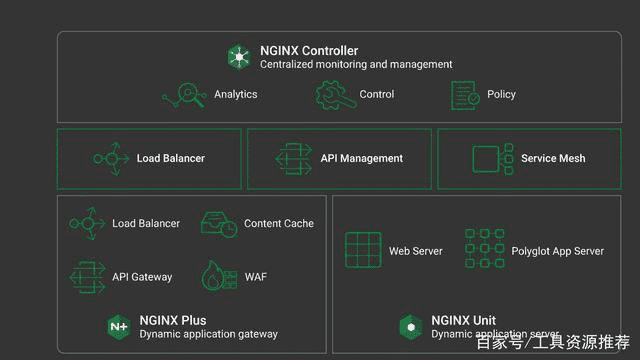 NGINX Controller
Centralized monitoring and management
Analytics
Control
Policy
Load Balancer
API Management
Service Mesh
Load Balancer
Content Cache
API Gateway
WAF
Web Server
Polyglot App Server
N+
NGINX Plus
Dynamic application gateway
NGINX Unit
Dynamic application server
百家号/工具资源推荐